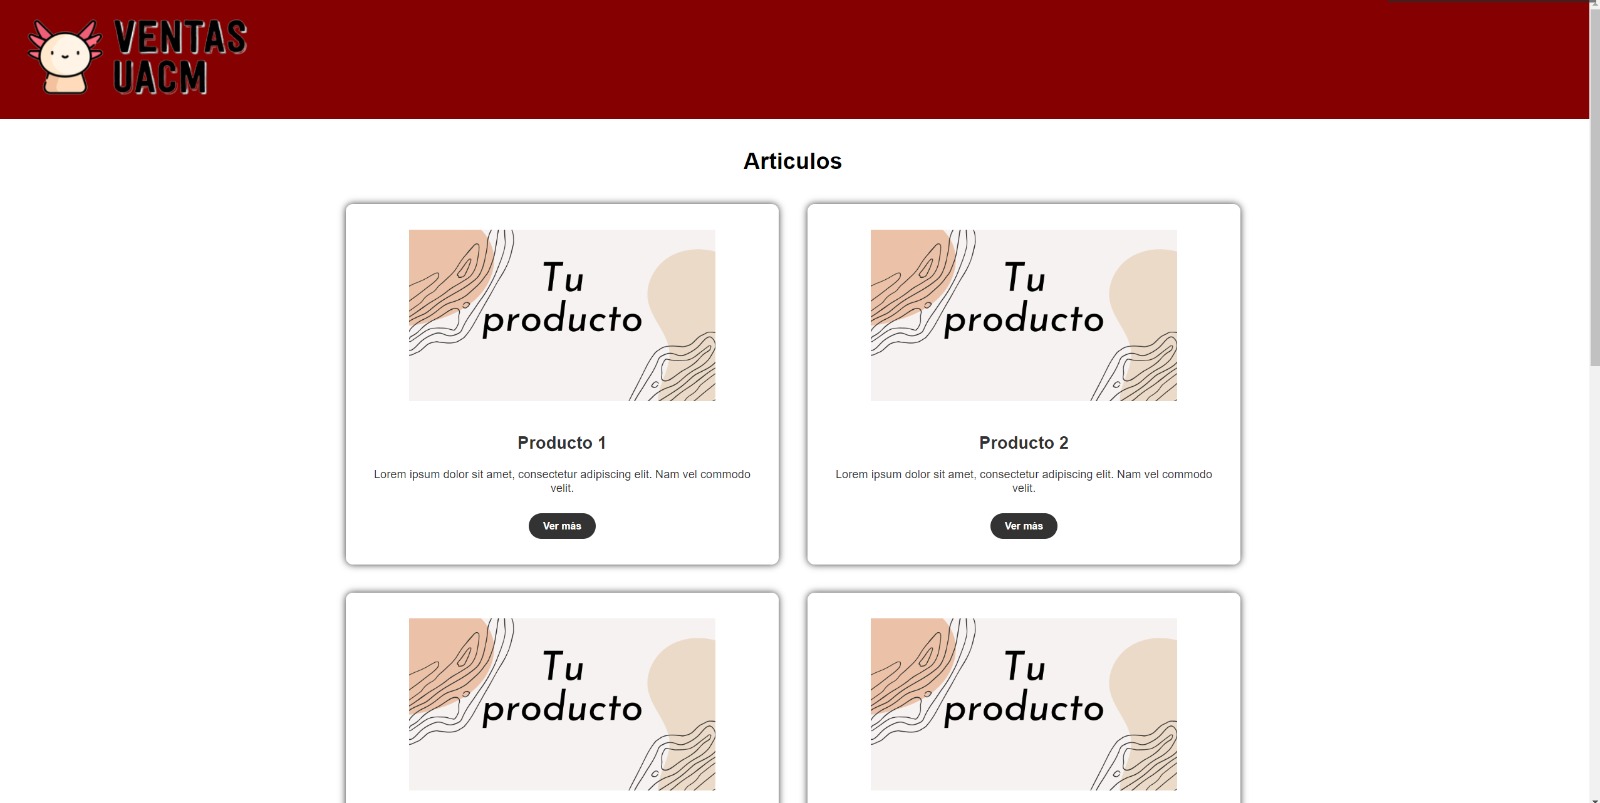 VENTAS
UACM
Articulos
Tu
producto
Tu
producto
Producto 1
Producto 2
Lorem ipsum dolor sit amet, consectetur adipiscing elit. Nam vel commodo
velit.
Lorem ipsum dolor sit amet, consectetur adipiscing elit. Nam vel commodo
velit.
Ver más
Ver más
Tu
producto
Tu
producto